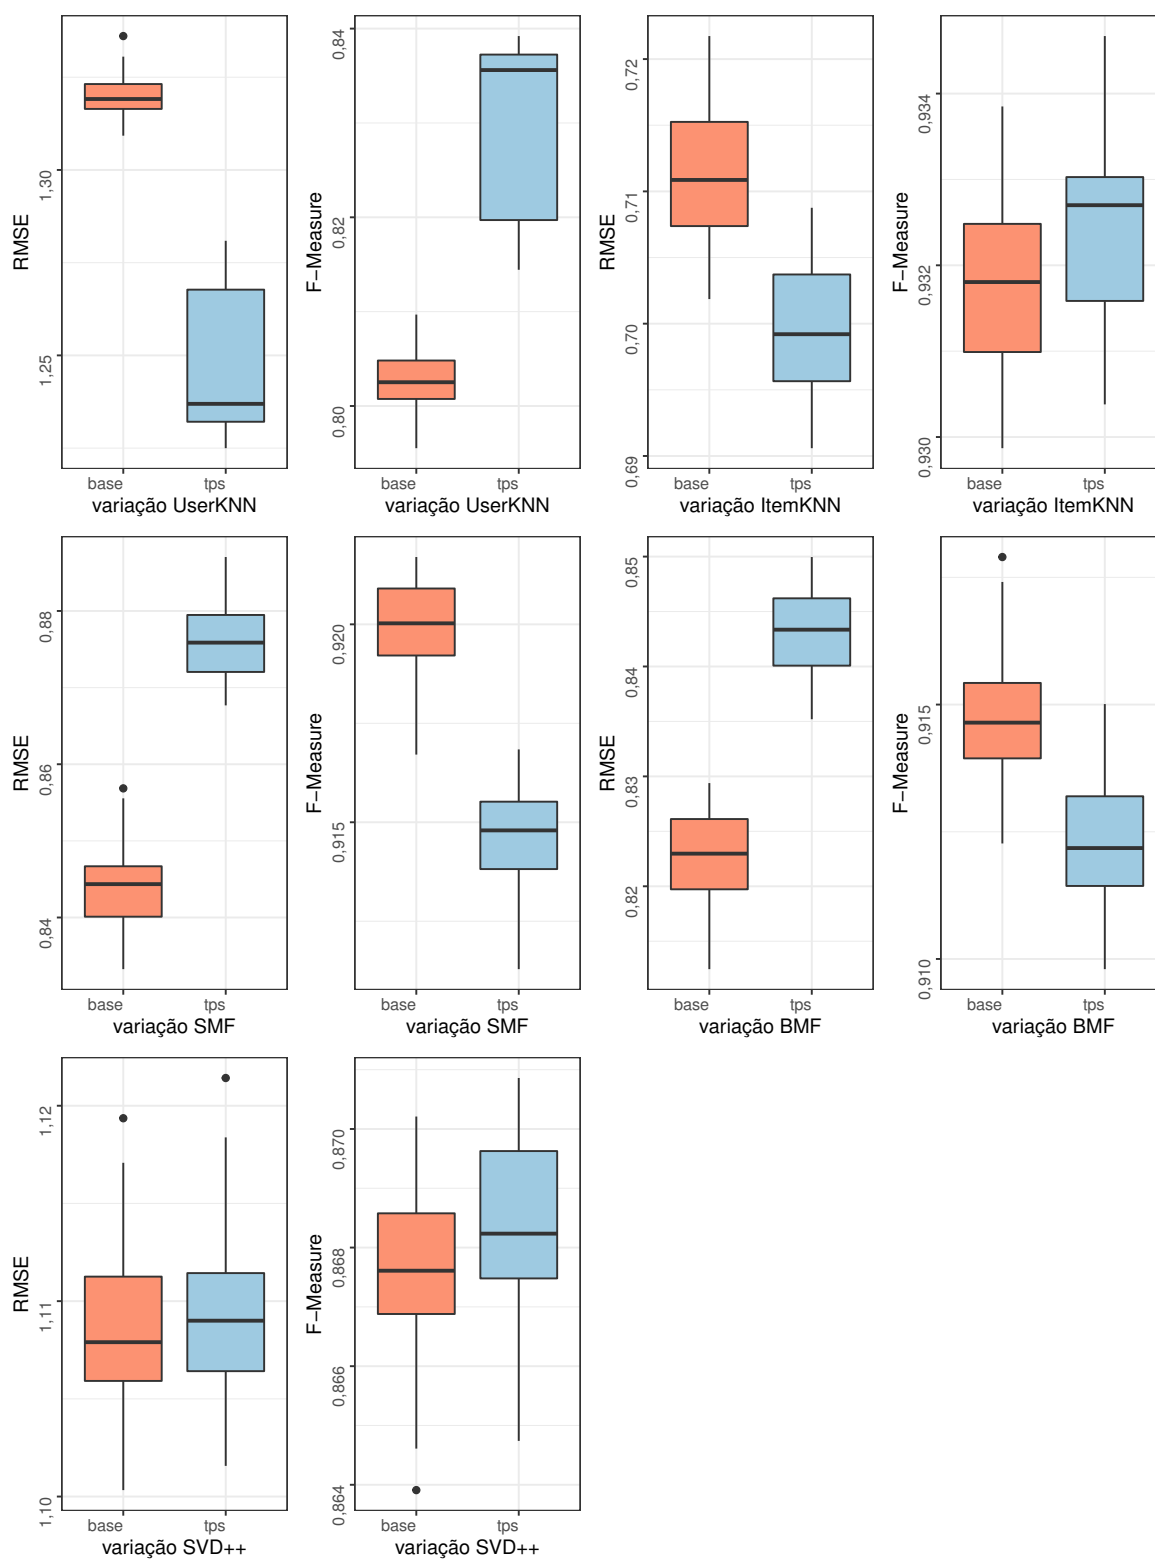 RMSE
1,30
1,25
base
tps
variação UserKNN
F−Measure
0,84
0,82
0,80
base
tps
variação UserKNN
RMSE
0,72
0,71
0,70
0,69
base
tps
variação ItemKNN
F−Measure
0,934
0,932
0,930
base
tps
variação ItemKNN
RMSE
0,88
0,86
0,84
base
tps
variação SMF
F−Measure
0,920
0,915
base
tps
variação SMF
RMSE
0,85
0,84
0,83
0,82
base
tps
variação BMF
F−Measure
0,915
0,910
base
tps
variação BMF
RMSE
1,12
1,11
1,10
base
tps
variação SVD++
F−Measure
0,870
0,868
0,866
0,864
base
tps
variação SVD++